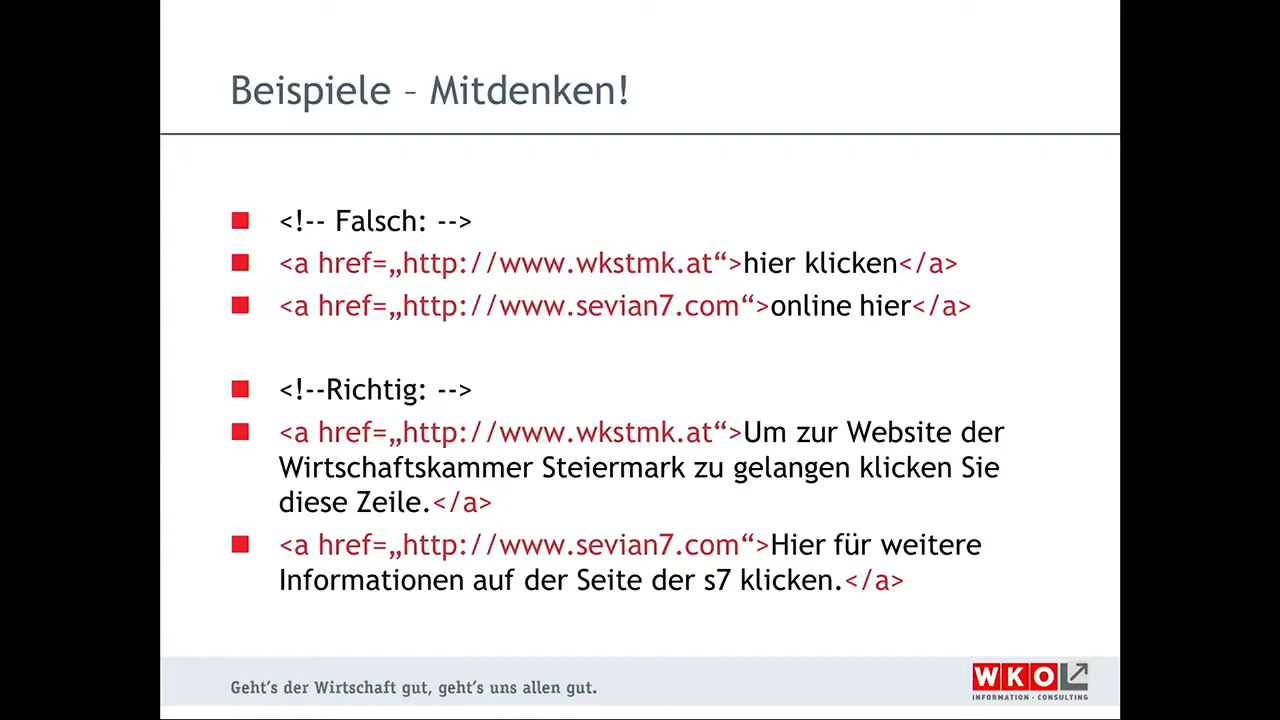 Beispiele – Mitdenken!
<!-- Falsch: -->
<a href=„http://www.wkstmk.at“>hier klicken</a>
<a href=„http://www.sevian7.com“>online hier</a>
<!--Richtig: -->
<a href=„http://www.wkstmk.at“>Um zur Website der
Wirtschaftskammer Steiermark zu gelangen klicken Sie
diese Zeile.</a>
<a href=„http://www.sevian7.com“>Hier für weitere
Informationen auf der Seite der s7 klicken.</a>
Geht's der Wirtschaft gut, geht's uns allen gut.
WKO
INFORMATION · CONSULTING